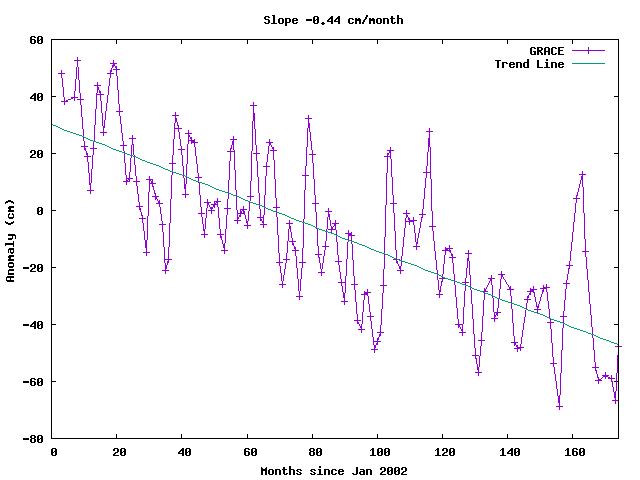 Slope -0.44 cm/month
GRACE
Trend Line
60
40
20
0
-20
-40
-60
-80
Anomaly (cm)
0 20 40 60 80 100 120 140 160
Months since Jan 2002